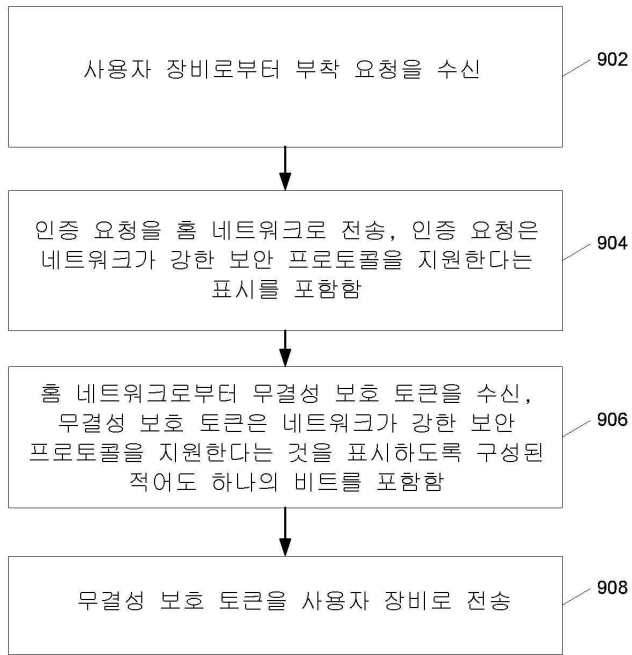 사용자 장비로부터 부착 요청을 수신
902
인증 요청을 홈 네트워크로 전송, 인증 요청은
네트워크가 강한 보안 프로토콜을 지원한다는
표시를 포함함
904
홈 네트워크로부터 무결성 보호 토큰을 수신,
무결성 보호 토큰은 네트워크가 강한 보안
프로토콜을 지원한다는 것을 표시하도록 구성된
적어도 하나의 비트를 포함함
906
무결성 보호 토큰을 사용자 장비로 전송
908